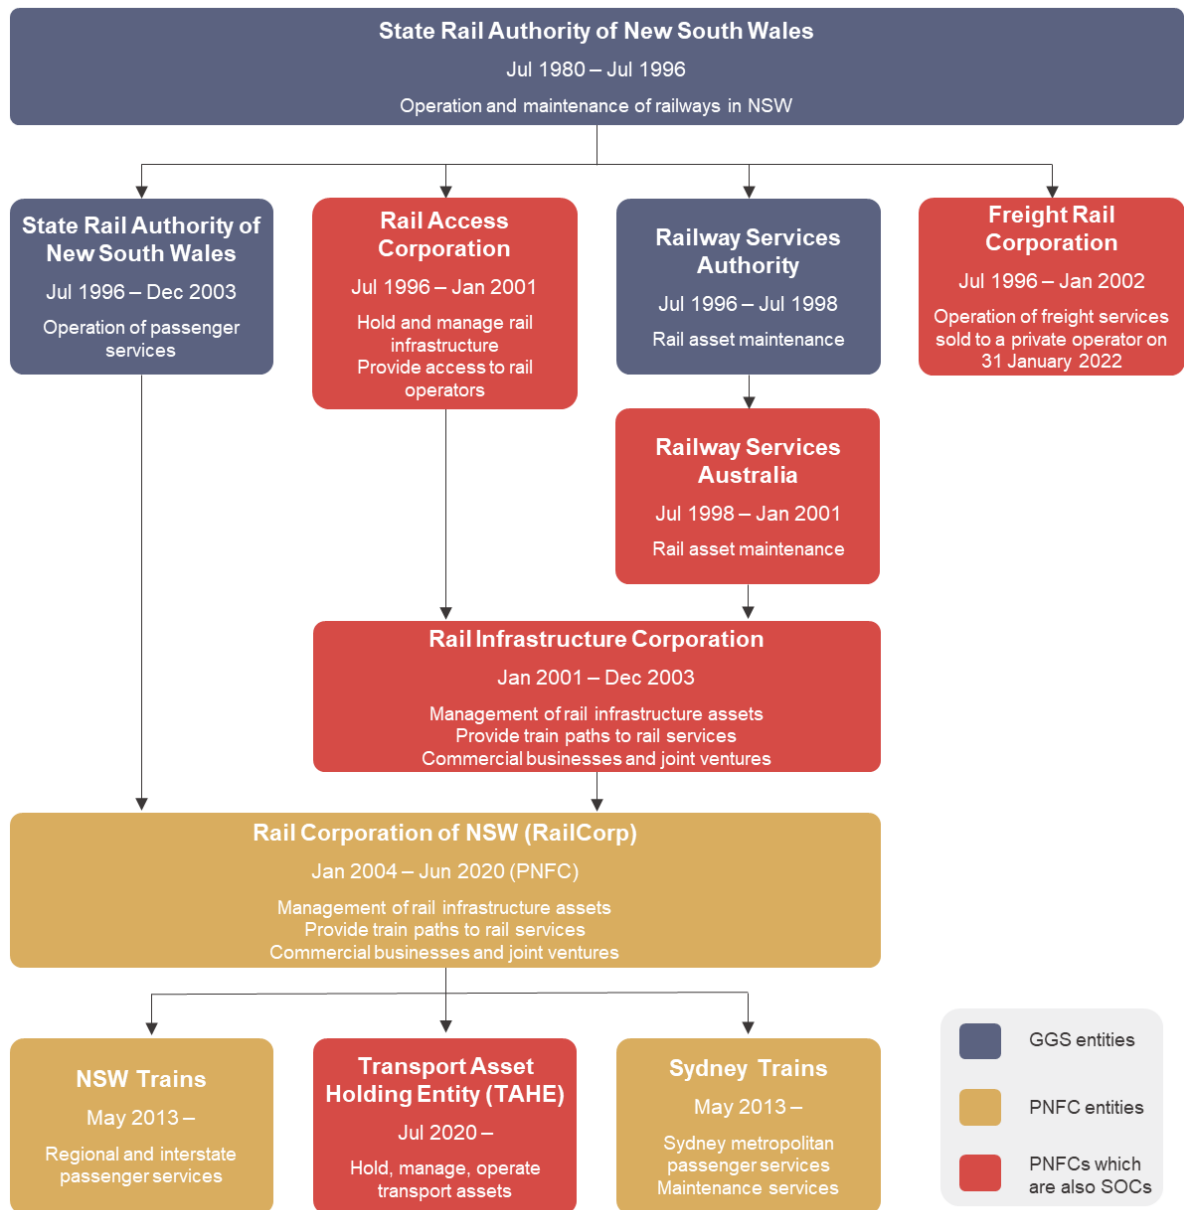 State Rail Authority of New South Wales
Jul 1980 – Jul 1996
Operation and maintenance of railways in NSW
State Rail Authority of
New South Wales
Jul 1996 – Dec 2003
Operation of passenger
services
Rail Access
Corporation
Jul 1996 – Jan 2001
Hold and manage rail
infrastructure
Provide access to rail
operators
Railway Services
Authority
Jul 1996 – Jul 1998
Rail asset maintenance
Freight Rail
Corporation
Jul 1996 – Jan 2002
Operation of freight services
sold to a private operator on
31 January 2022
Railway Services
Australia
Jul 1998 – Jan 2001
Rail asset maintenance
Rail Infrastructure Corporation
Jan 2001 – Dec 2003
Management of rail infrastructure assets
Provide train paths to rail services
Commercial businesses and joint ventures
Rail Corporation of NSW (RailCorp)
Jan 2004 – Jun 2020 (PNFC)
Management of rail infrastructure assets
Provide train paths to rail services
Commercial businesses and joint ventures
NSW Trains
May 2013 –
Regional and interstate
passenger services
Transport Asset
Holding Entity (TAHE)
Jul 2020 –
Hold, manage, operate
transport assets
Sydney Trains
May 2013 –
Sydney metropolitan
passenger services
Maintenance services
GGS entities
PNFC entities
PNFCs which
are also SOCs